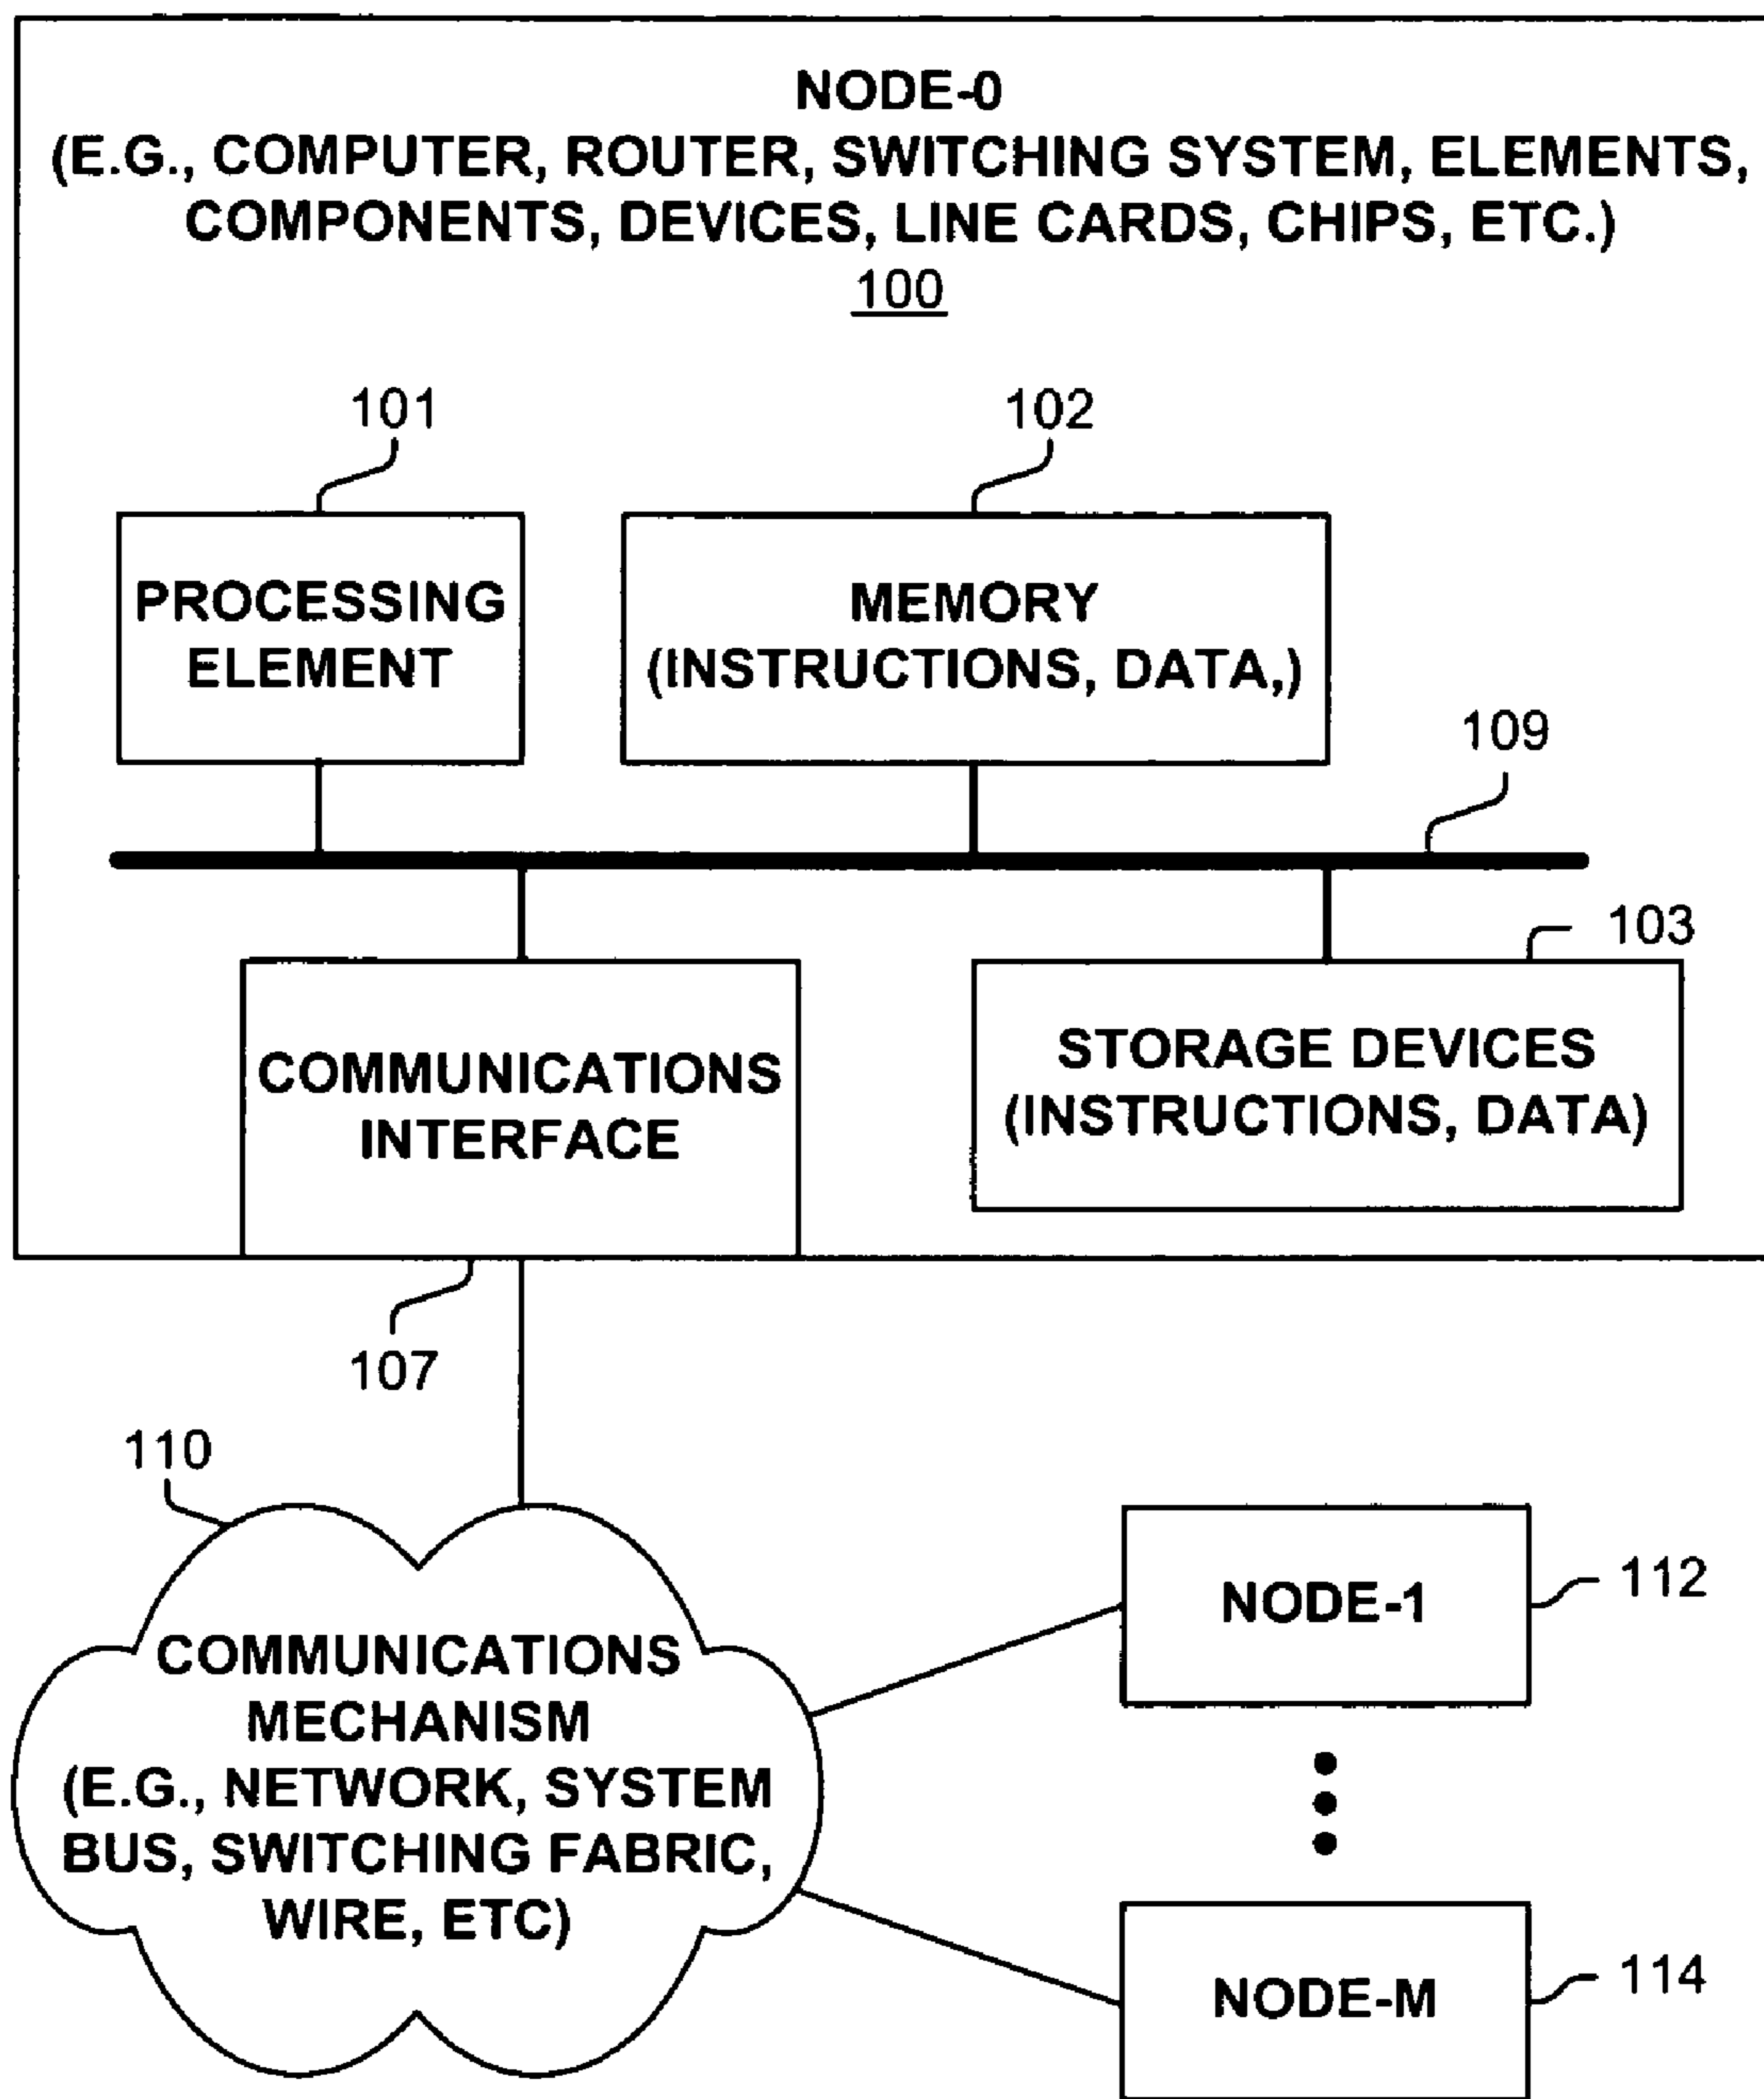 NODE-0
(E.G., COMPUTER, ROUTER, SWITCHING SYSTEM, ELEMENTS,
COMPONENTS, DEVICES, LINE CARDS, CHIPS, ETC.)
100
101
102
PROCESSING
ELEMENT
MEMORY
(INSTRUCTIONS, DATA,)
109
103
COMMUNICATIONS
INTERFACE
STORAGE DEVICES
(INSTRUCTIONS, DATA)
107
110
COMMUNICATIONS
MECHANISM
(E.G., NETWORK, SYSTEM
BUS, SWITCHING FABRIC,
WIRE, ETC)
NODE-1
112
NODE-M
114